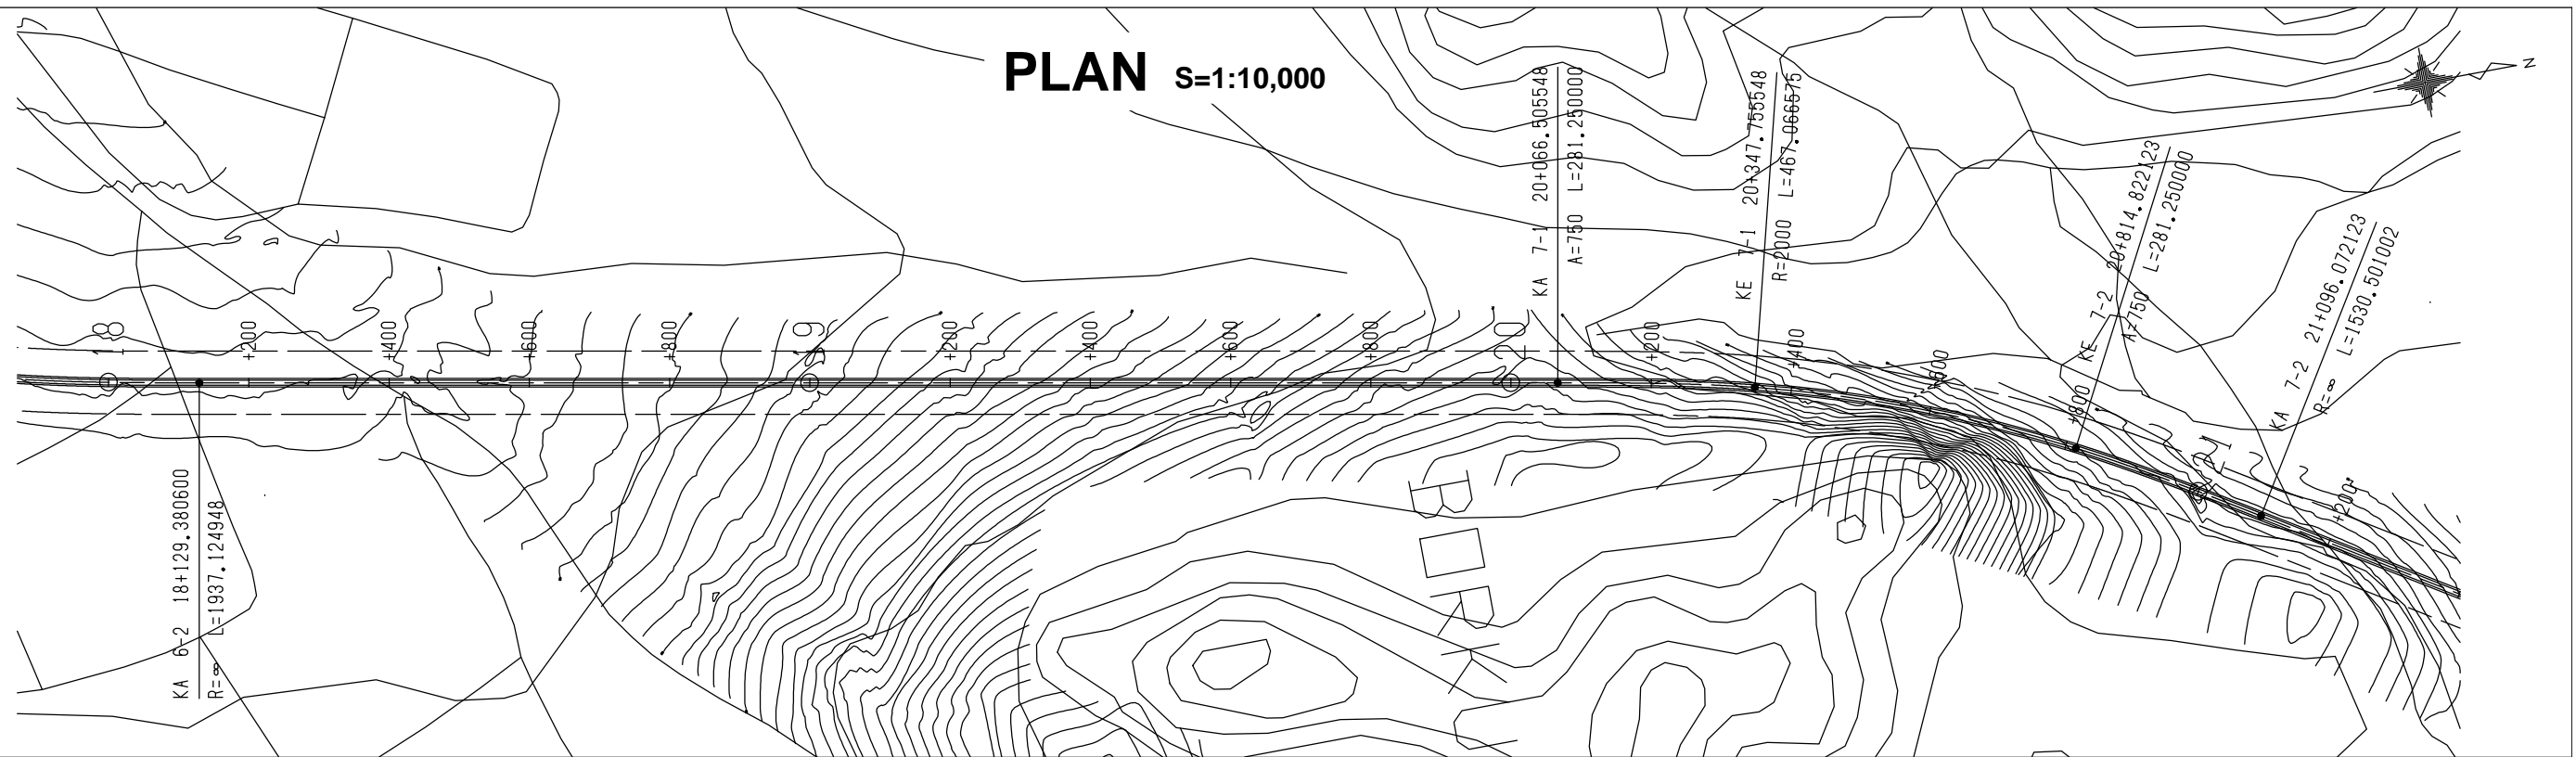 PLAN S=1:10,000
N
KA 6-2 18+129.380600
R=∞ L=1937.124948
KA 7-1 20+066.505548
A=750 L=281.250000
KE 7-1 20+347.755548
R=2000 L=467.066575
KE 7-2 20+814.822123
A=750 L=281.250000
KA 7-2 21+096.072123
R=∞ L=1530.501002
18
+200
+400
+600
+800
19
+200
+400
+600
+800
20
+200
+400
+600
+800
21
+200